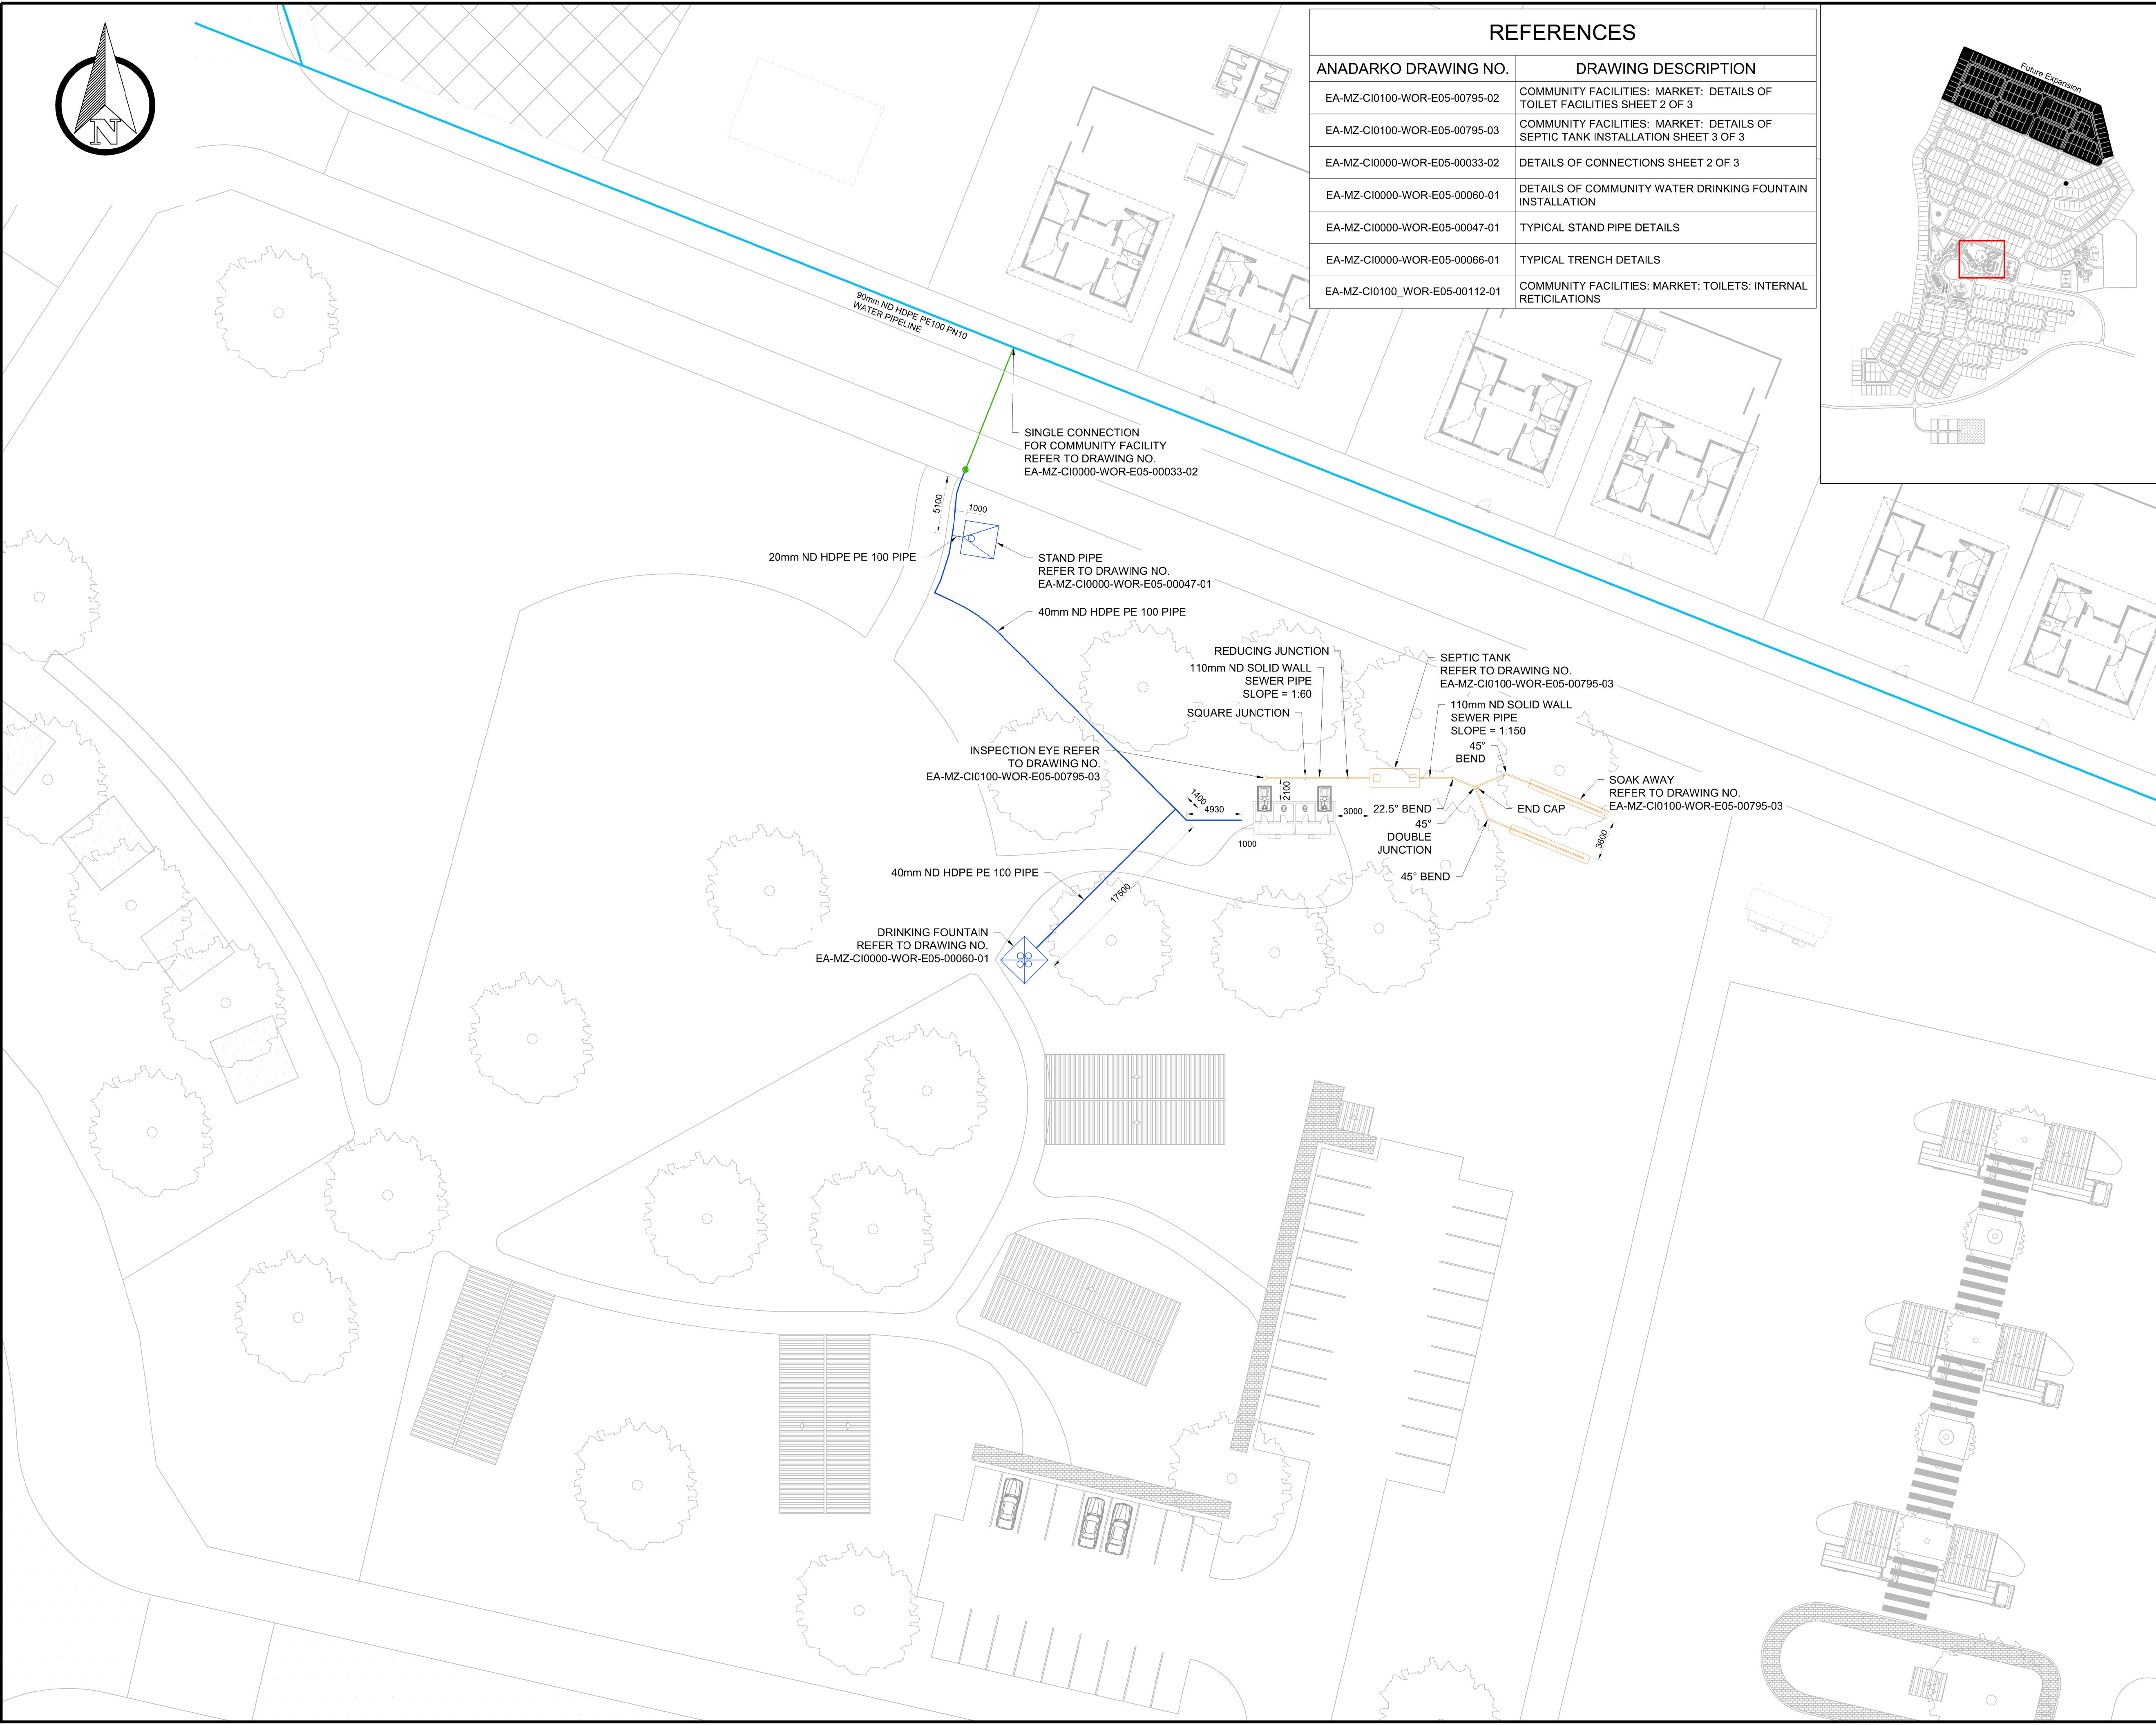 N
REFERENCES
ANADARKO DRAWING NO. DRAWING DESCRIPTION
EA-MZ-CI0100-WOR-E05-00795-02 COMMUNITY FACILITIES: MARKET: DETAILS OF
TOILET FACILITIES SHEET 2 OF 3
EA-MZ-CI0100-WOR-E05-00795-03 COMMUNITY FACILITIES: MARKET: DETAILS OF
SEPTIC TANK INSTALLATION SHEET 3 OF 3
EA-MZ-CI0000-WOR-E05-00033-02 DETAILS OF CONNECTIONS SHEET 2 OF 3
EA-MZ-CI0000-WOR-E05-00060-01 DETAILS OF COMMUNITY WATER DRINKING FOUNTAIN
INSTALLATION
EA-MZ-CI0000-WOR-E05-00047-01 TYPICAL STAND PIPE DETAILS
EA-MZ-CI0000-WOR-E05-00066-01 TYPICAL TRENCH DETAILS
EA-MZ-CI0100_WOR-E05-00112-01 COMMUNITY FACILITIES: MARKET: TOILETS: INTERNAL
RETICILATIONS
Future Expansion
90mm ND HDPE PE100 PN10
WATER PIPELINE
SINGLE CONNECTION
FOR COMMUNITY FACILITY
REFER TO DRAWING NO.
EA-MZ-CI0000-WOR-E05-00033-02
5100
1000
20mm ND HDPE PE 100 PIPE
STAND PIPE
REFER TO DRAWING NO.
EA-MZ-CI0000-WOR-E05-00047-01
40mm ND HDPE PE 100 PIPE
REDUCING JUNCTION
110mm ND SOLID WALL
SEWER PIPE
SLOPE = 1:60
SQUARE JUNCTION
SEPTIC TANK
REFER TO DRAWING NO.
EA-MZ-CI0100-WOR-E05-00795-03
110mm ND SOLID WALL
SEWER PIPE
SLOPE = 1:150
45°
BEND
INSPECTION EYE REFER
TO DRAWING NO.
EA-MZ-CI0100-WOR-E05-00795-03
SOAK AWAY
REFER TO DRAWING NO.
EA-MZ-CI0100-WOR-E05-00795-03
1400
4930
2100
3000
22.5° BEND
END CAP
45°
DOUBLE
JUNCTION
3600
1000
45° BEND
40mm ND HDPE PE 100 PIPE
17500
DRINKING FOUNTAIN
REFER TO DRAWING NO.
EA-MZ-CI0000-WOR-E05-00060-01